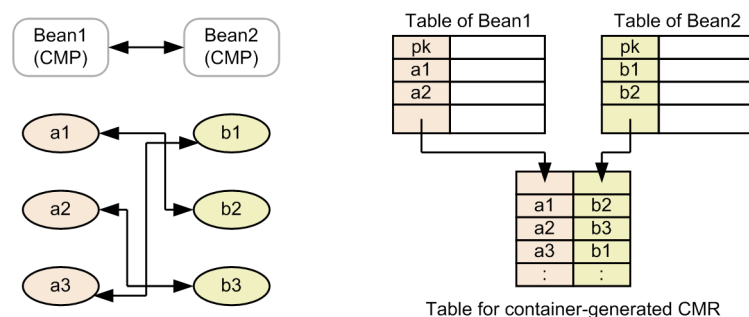 Bean1
(CMP)
Bean2
(CMP)
a1
b1
a2
b2
a3
b3
Table of Bean1
pk
a1
a2
Table of Bean2
pk
b1
b2
a1 b2
a2 b3
a3 b1
: :
Table for container-generated CMR